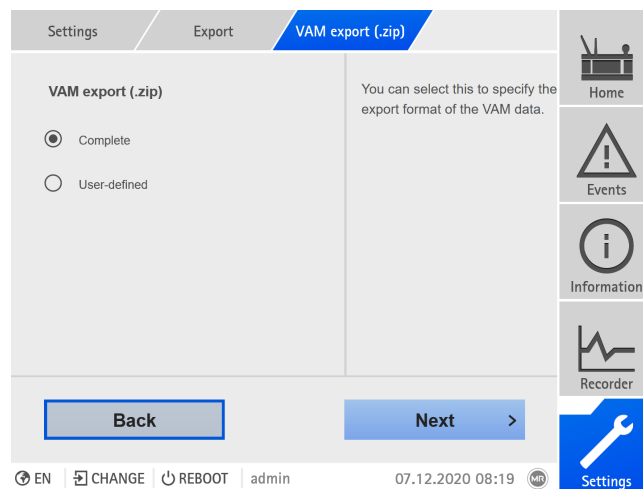 Settings Export VAM export (.zip)
VAM export (.zip)
Complete
User-defined
You can select this to specify the
export format of the VAM data.
Back
Next >
Home
Events
Information
Recorder
Settings
EN CHANGE REBOOT admin 07.12.2020 08:19 MR